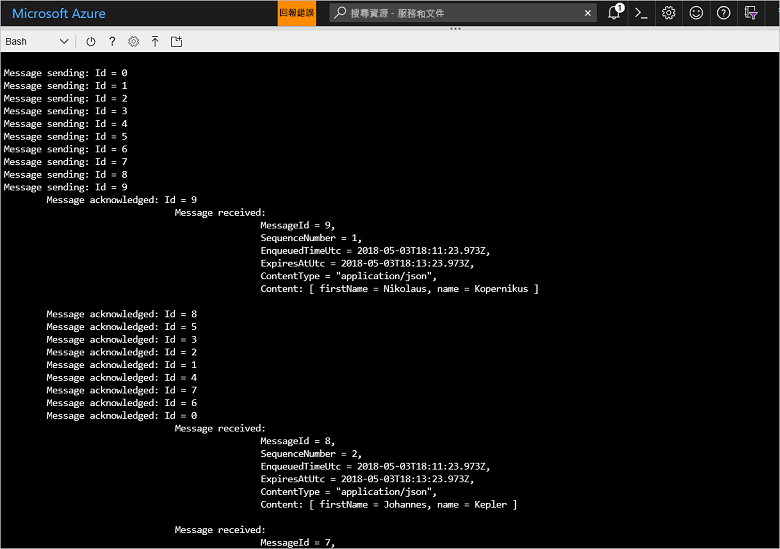 Microsoft Azure 回報錯誤 搜尋資源 - 服務和文件 × 1
Bash
Message sending: Id = 0
Message sending: Id = 1
Message sending: Id = 2
Message sending: Id = 3
Message sending: Id = 4
Message sending: Id = 5
Message sending: Id = 6
Message sending: Id = 7
Message sending: Id = 8
Message sending: Id = 9
Message acknowledged: Id = 9
Message received:
MessageId = 9,
SequenceNumber = 1,
EnqueuedTimeUtc = 2018-05-03T18:11:23.973Z,
ExpiresAtUtc = 2018-05-03T18:13:23.973Z,
ContentType = "application/json",
Content: [ firstName = Nikolaus, name = Kopernikus ]
Message acknowledged: Id = 8
Message acknowledged: Id = 5
Message acknowledged: Id = 3
Message acknowledged: Id = 2
Message acknowledged: Id = 1
Message acknowledged: Id = 4
Message acknowledged: Id = 7
Message acknowledged: Id = 6
Message acknowledged: Id = 0
Message received:
MessageId = 8,
SequenceNumber = 2,
EnqueuedTimeUtc = 2018-05-03T18:11:23.973Z,
ExpiresAtUtc = 2018-05-03T18:13:23.973Z,
ContentType = "application/json",
Content: [ firstName = Johannes, name = Kepler ]
Message received:
MessageId = 7,